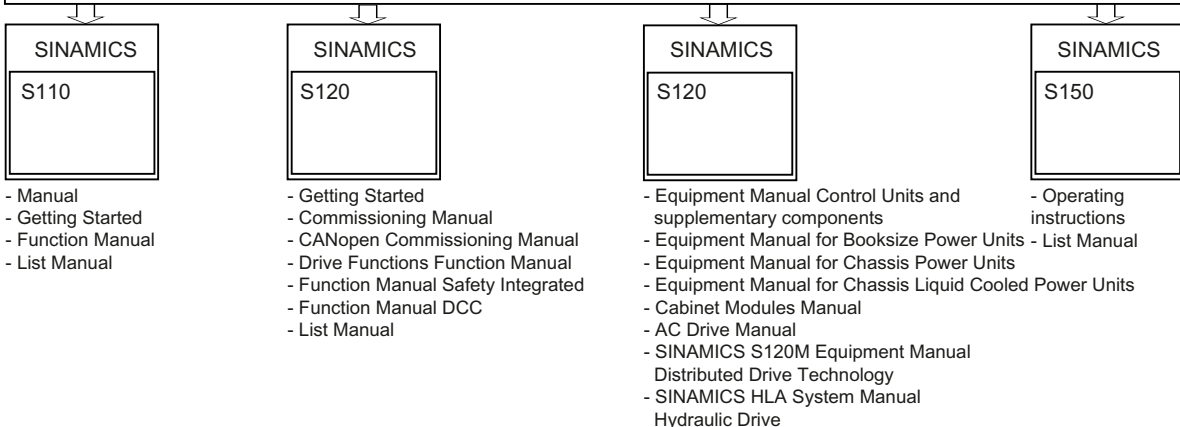 SINAMICS
S110
- Manual
- Getting Started
- Function Manual
- List Manual
SINAMICS
S120
- Getting Started
- Commissioning Manual
- CANopen Commissioning Manual
- Drive Functions Function Manual
- Function Manual Safety Integrated
- Function Manual DCC
- List Manual
SINAMICS
S120
- Equipment Manual Control Units and
supplementary components
- Equipment Manual for Booksize Power Units
- Equipment Manual for Chassis Power Units
- Equipment Manual for Chassis Liquid Cooled Power Units
- Cabinet Modules Manual
- AC Drive Manual
- SINAMICS S120M Equipment Manual
Distributed Drive Technology
- SINAMICS HLA System Manual
Hydraulic Drive
SINAMICS
S150
- Operating
instructions
- List Manual